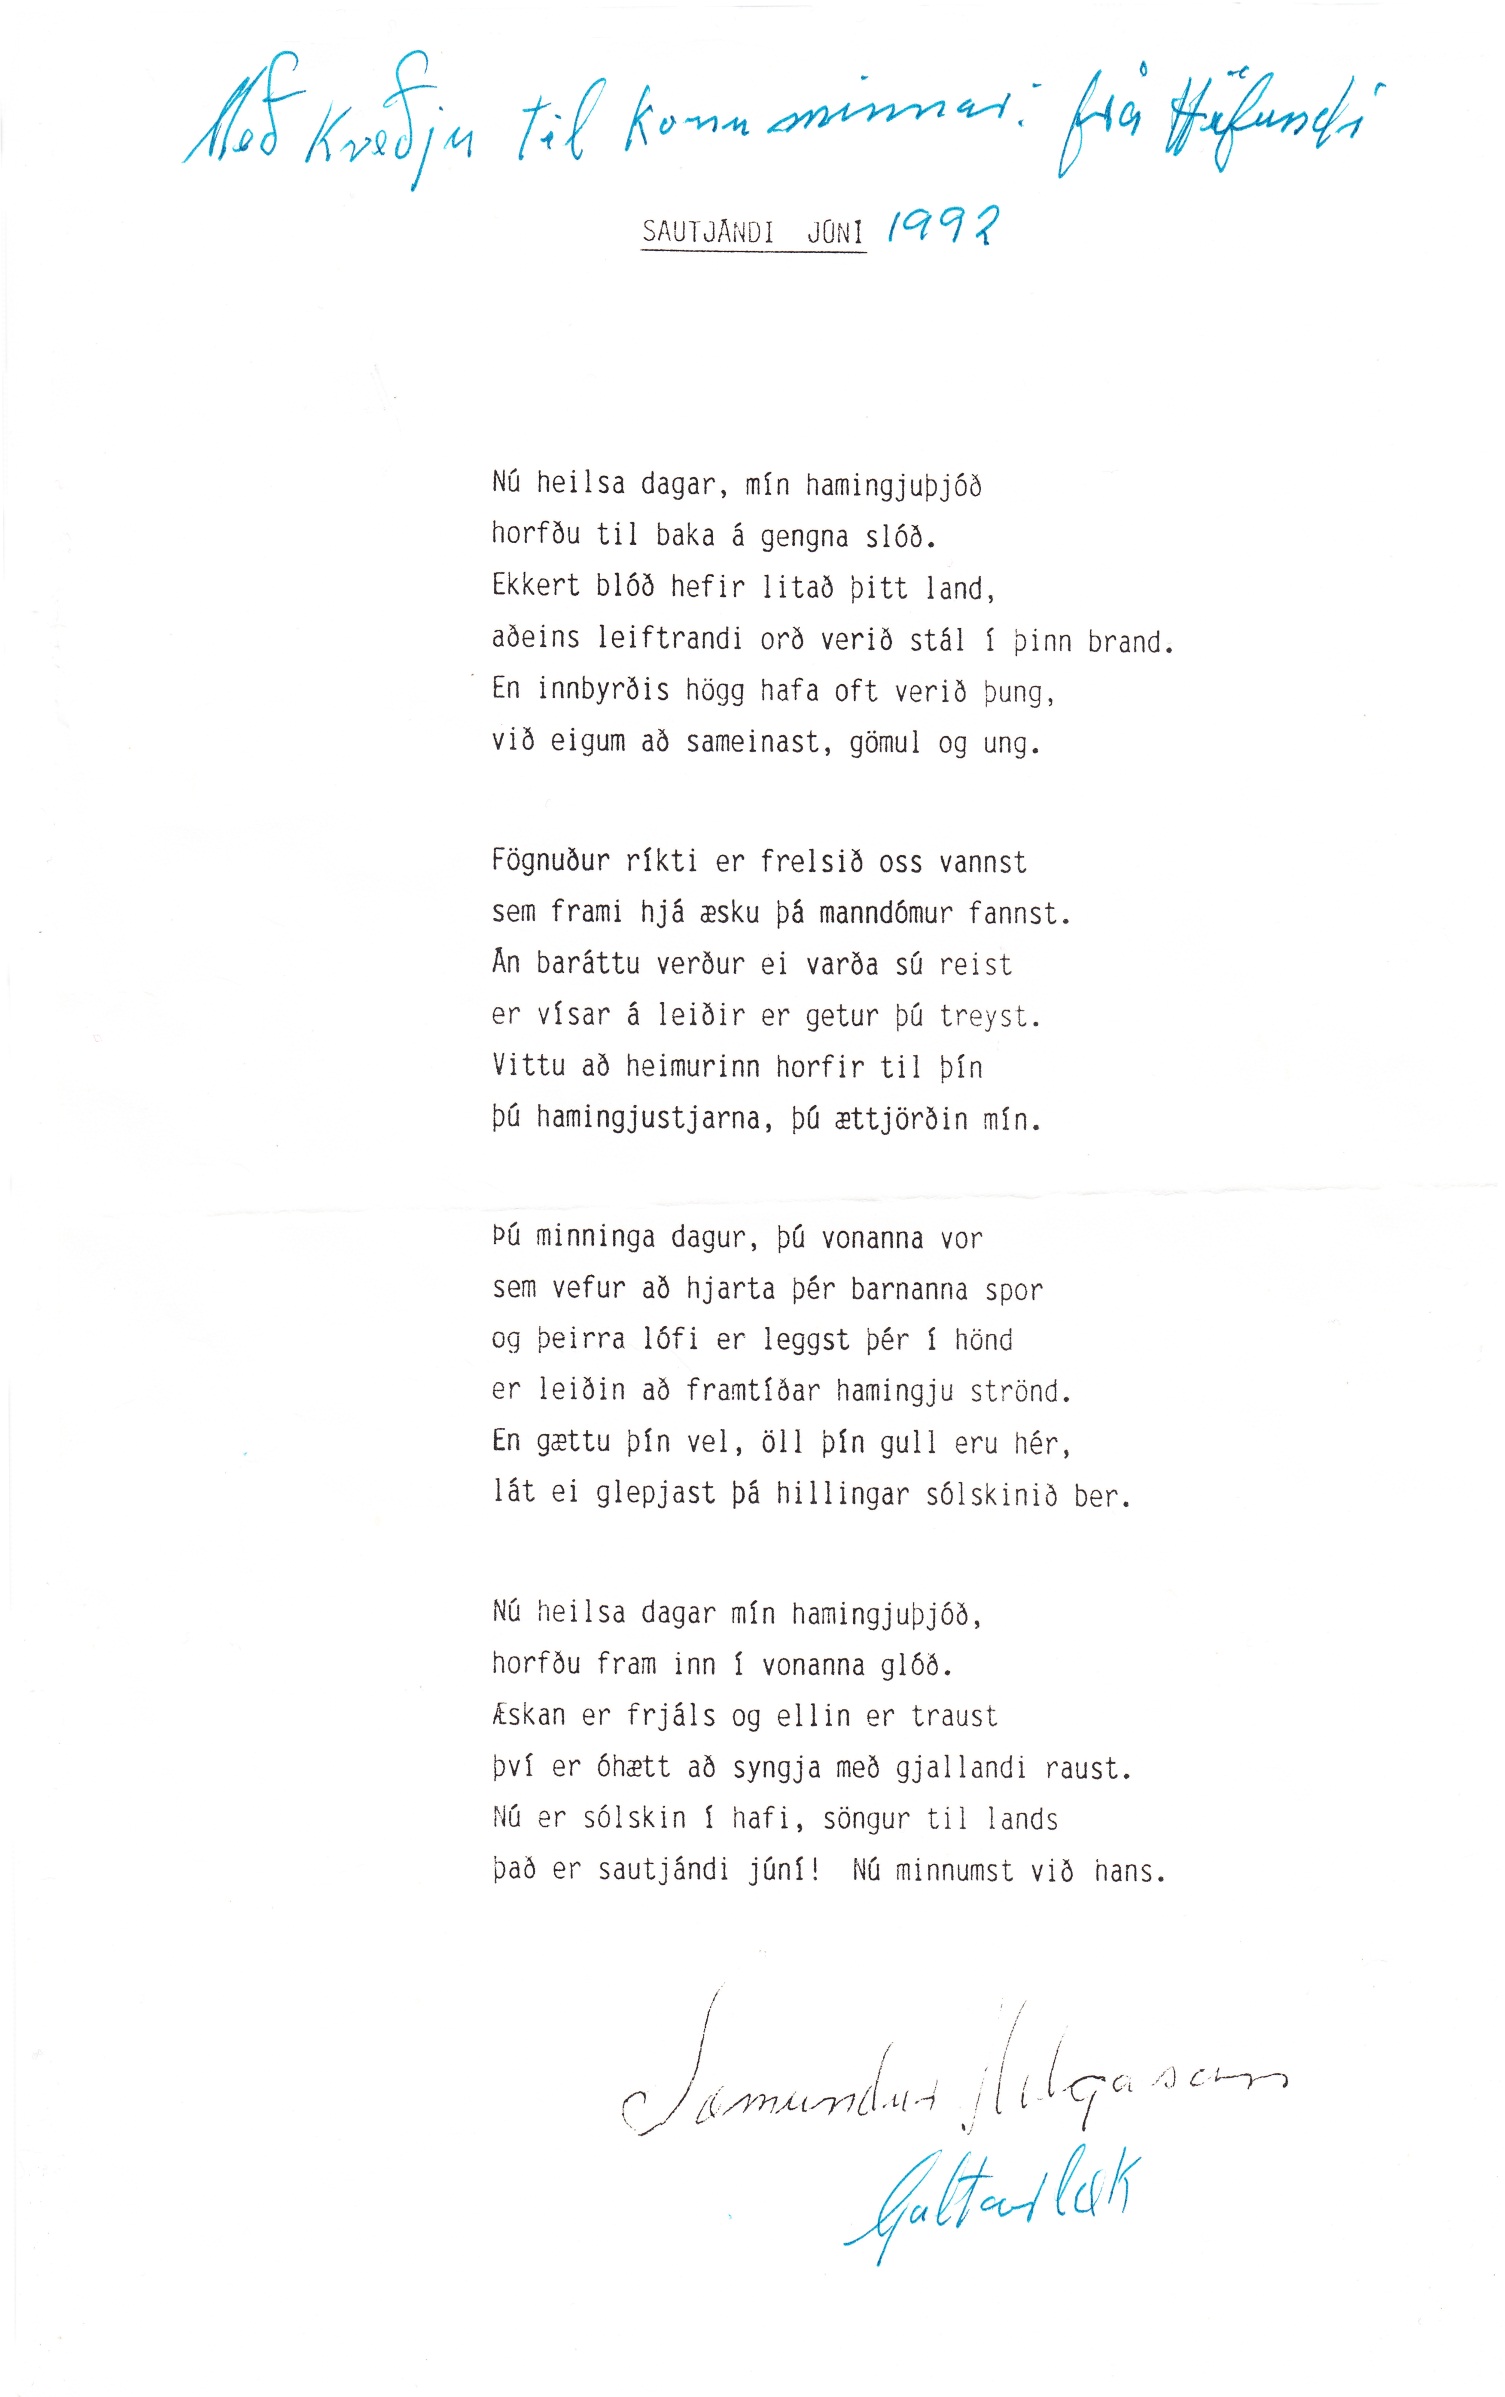 Með kveðju til konu minnar: frá Höfundi
SAUTJÁNDI JÚNÍ 1992
Nú heilsa dagar, mín hamingjuþjóð
horfðu til baka á gengna slóð.
Ekkert blóð hefir litað þitt land,
aðeins leiftrandi orð verið stál í þinn brand.
En innbyrðis högg hafa oft verið þung,
við eigum að sameinast, gömul og ung.
Fögnuður ríkti er frelsið oss vannst
sem frami hjá æsku þá manndómur fannst.
Án baráttu verður ei varða sú reist
er vísar á leiðir er getur þú treyst.
Vittu að heimurinn horfir til þín
þú hamingjustjarna, þú ættjörðin mín.
Þú minninga dagur, þú vonanna vor
sem vefur að hjarta þér barnanna spor
og þeirra lófi er leggst þér í hönd
er leiðin að framtíðar hamingju strönd.
En gættu þín vel, öll þín gull eru hér,
lát ei glepjast þá hillingar sólskinið ber.
Nú heilsa dagar mín hamingjuþjóð,
horfðu fram inn í vonanna glóð.
Æskan er frjáls og ellin er traust
því er óhætt að syngja með gjallandi raust.
Nú er sólskin í hafi, söngur til lands
það er sautjándi júní! Nú minnumst við hans.
Sæmundur Helgason
Galtarlæk